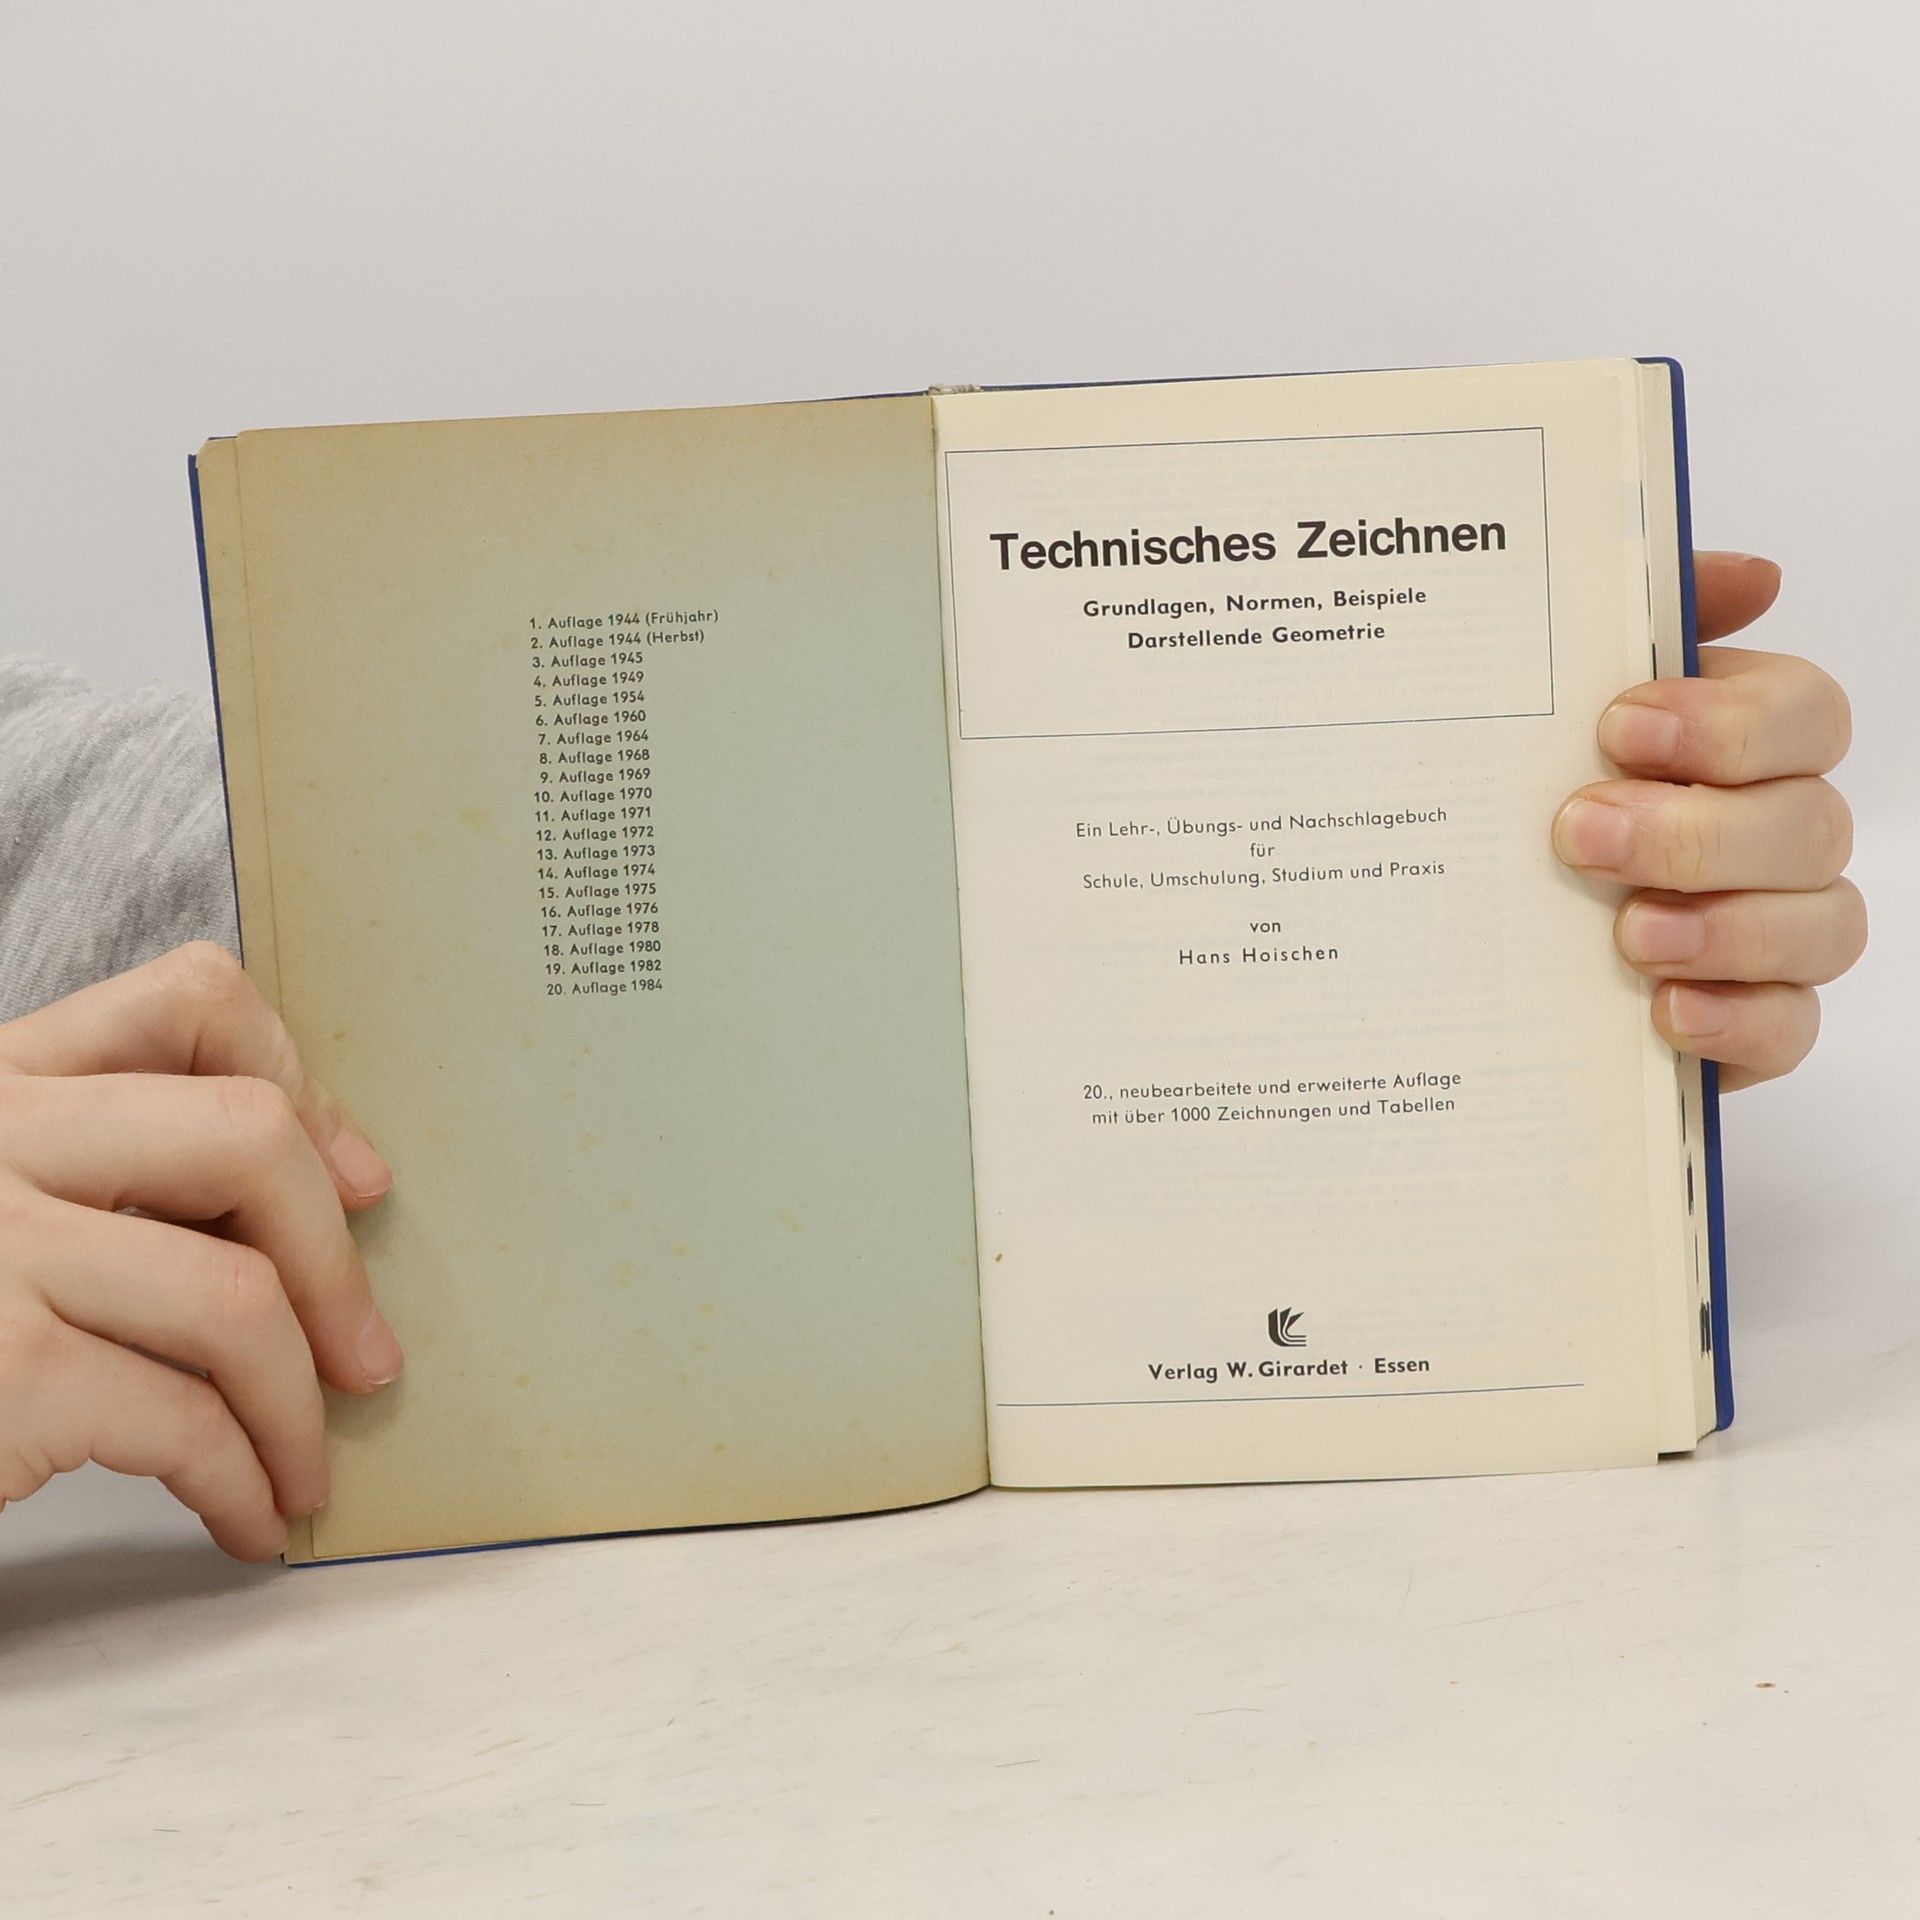 1. Auflage 1944 (Frühjahr)
2. Auflage 1944 (Herbst)
3. Auflage 1945
4. Auflage 1949
5. Auflage 1954
6. Auflage 1960
7. Auflage 1964
8. Auflage 1968
9. Auflage 1969
10. Auflage 1970
11. Auflage 1971
12. Auflage 1972
13. Auflage 1973
14. Auflage 1974
15. Auflage 1975
16. Auflage 1976
17. Auflage 1978
18. Auflage 1980
19. Auflage 1982
20. Auflage 1984
Technisches Zeichnen
Grundlagen, Normen, Beispiele
Darstellende Geometrie
Ein Lehr-, Übungs- und Nachschlagebuch
für
Schule, Umschulung, Studium und Praxis
von
Hans Hoischen
20., neubearbeitete und erweiterte Auflage
mit über 1000 Zeichnungen und Tabellen
Verlag W. Girardet · Essen